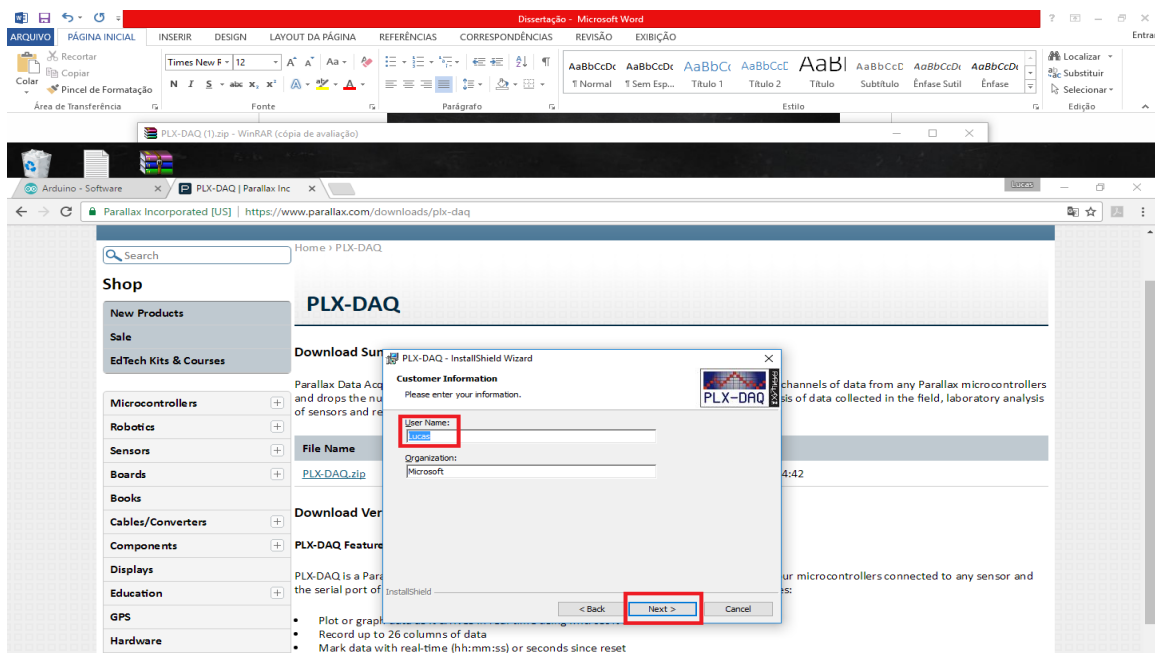 Dissertação - Microsoft Word
ARQUIVO PÁGINA INICIAL INSERIR DESIGN LAYOUT DA PÁGINA REFERÊNCIAS CORRESPONDÊNCIAS REVISÃO EXIBIÇÃO Entra
Colar
Recortar
Copiar
Pincel de Formatação
Times New F 12
N I S abc x, x²
AaBbCcDc AaBbCcDc AaBbCc AaBbCcC AaBl AaBbCcC AaBbCcDc AaBbCcDc
¶ Normal ¶ Sem Esp... Título 1 Título 2 Título Subtítulo Ênfase Sutil Ênfase
Localizar
Substituir
Selecionar
Área de Transferência Fonte Parágrafo Estilo Edição
PLX-DAQ (1).zip - WinRAR (cópia de avaliação)
Arduino - Software PLX-DAQ | Parallax Inc Lucas
Parallax Incorporated [US] | https://www.parallax.com/downloads/plx-daq
Search
Home › PLX-DAQ
Shop
New Products
Sale
EdTech Kits & Courses
Microcontrollers
Robotics
Sensors
Boards
Books
Cables/Converters
Components
Displays
Education
GPS
Hardware
PLX-DAQ
Download Sun
Parallax Data Acq channels of data from any Parallax microcontrollers
and drops the nu sis of data collected in the field, laboratory analysis
of sensors and re
File Name
PLX-DAQ.zip 4:42
Download Ver
PLX-DAQ Feature
PLX-DAQ is a Para ur microcontrollers connected to any sensor and
the serial port of es:
• Plot or graph
• Record up to 26 columns of data
• Mark data with real-time (hh:mm:ss) or seconds since reset
PLX-DAQ - InstallShield Wizard
Customer Information
Please enter your information.
PLX-DAQ
PARALLAX
User Name:
Lucas
Organization:
Microsoft
InstallShield
< Back Next > Cancel